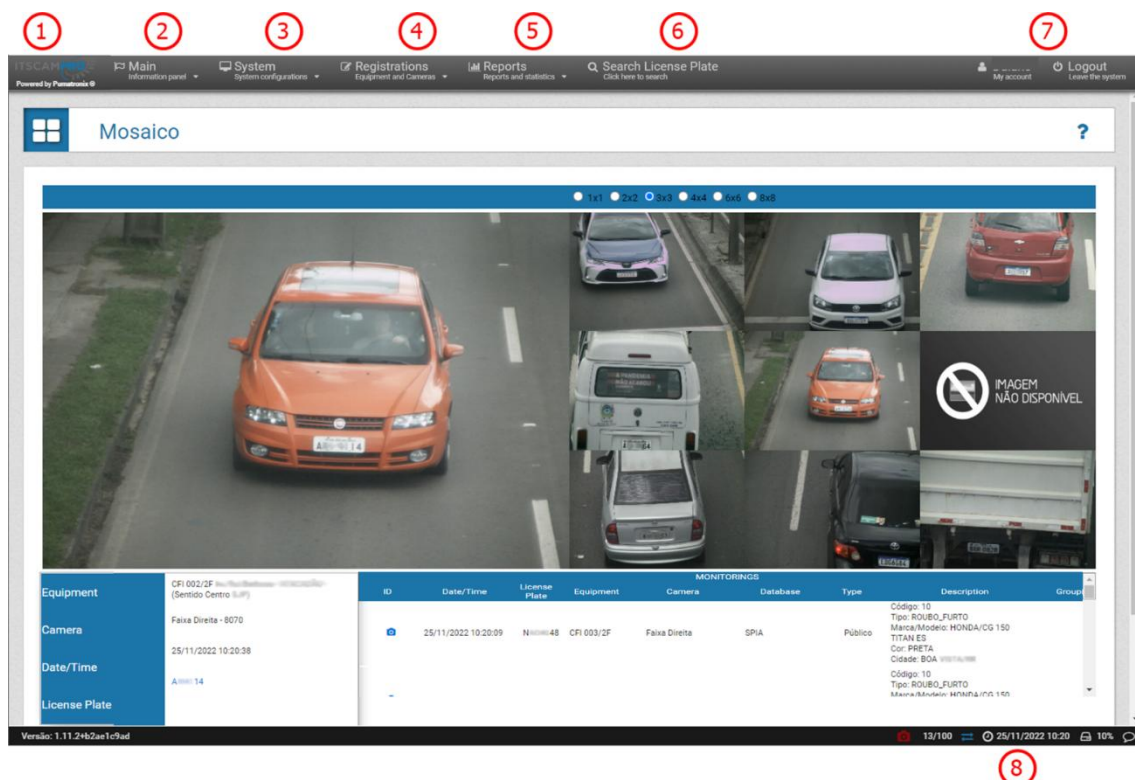 1
2
3
4
5
6
7
ITSCAMPRO
Powered by Pumatronix ®
Main
Information panel
System
System configurations
Registrations
Equipment and Cameras
Reports
Reports and statistics
Search License Plate
Click here to search
My account
Logout
Leave the system
Mosaico
?
1x1 2x2 3x3 4x4 6x6 8x8
IMAGEM
NÃO DISPONÍVEL
Equipment
CFI 002/2F
(Sentido Centro
Camera
Faixa Direita - 8070
Date/Time
25/11/2022 10:20:38
License Plate
A 14
MONITORINGS
ID Date/Time License Plate Equipment Camera Database Type Description Group
25/11/2022 10:20:09 N 48 CFI 003/2F Faixa Direita SPIA Público
Código: 10
Tipo: ROUBO_FURTO
Marca/Modelo: HONDA/CG 150
TITAN ES
Cor: PRETA
Cidade: BOA
Código: 10
Tipo: ROUBO_FURTO
Marca/Modelo: HONDA/CG 150
Versão: 1.11.2+b2ae1c9ad
13/100 25/11/2022 10:20 10%
8